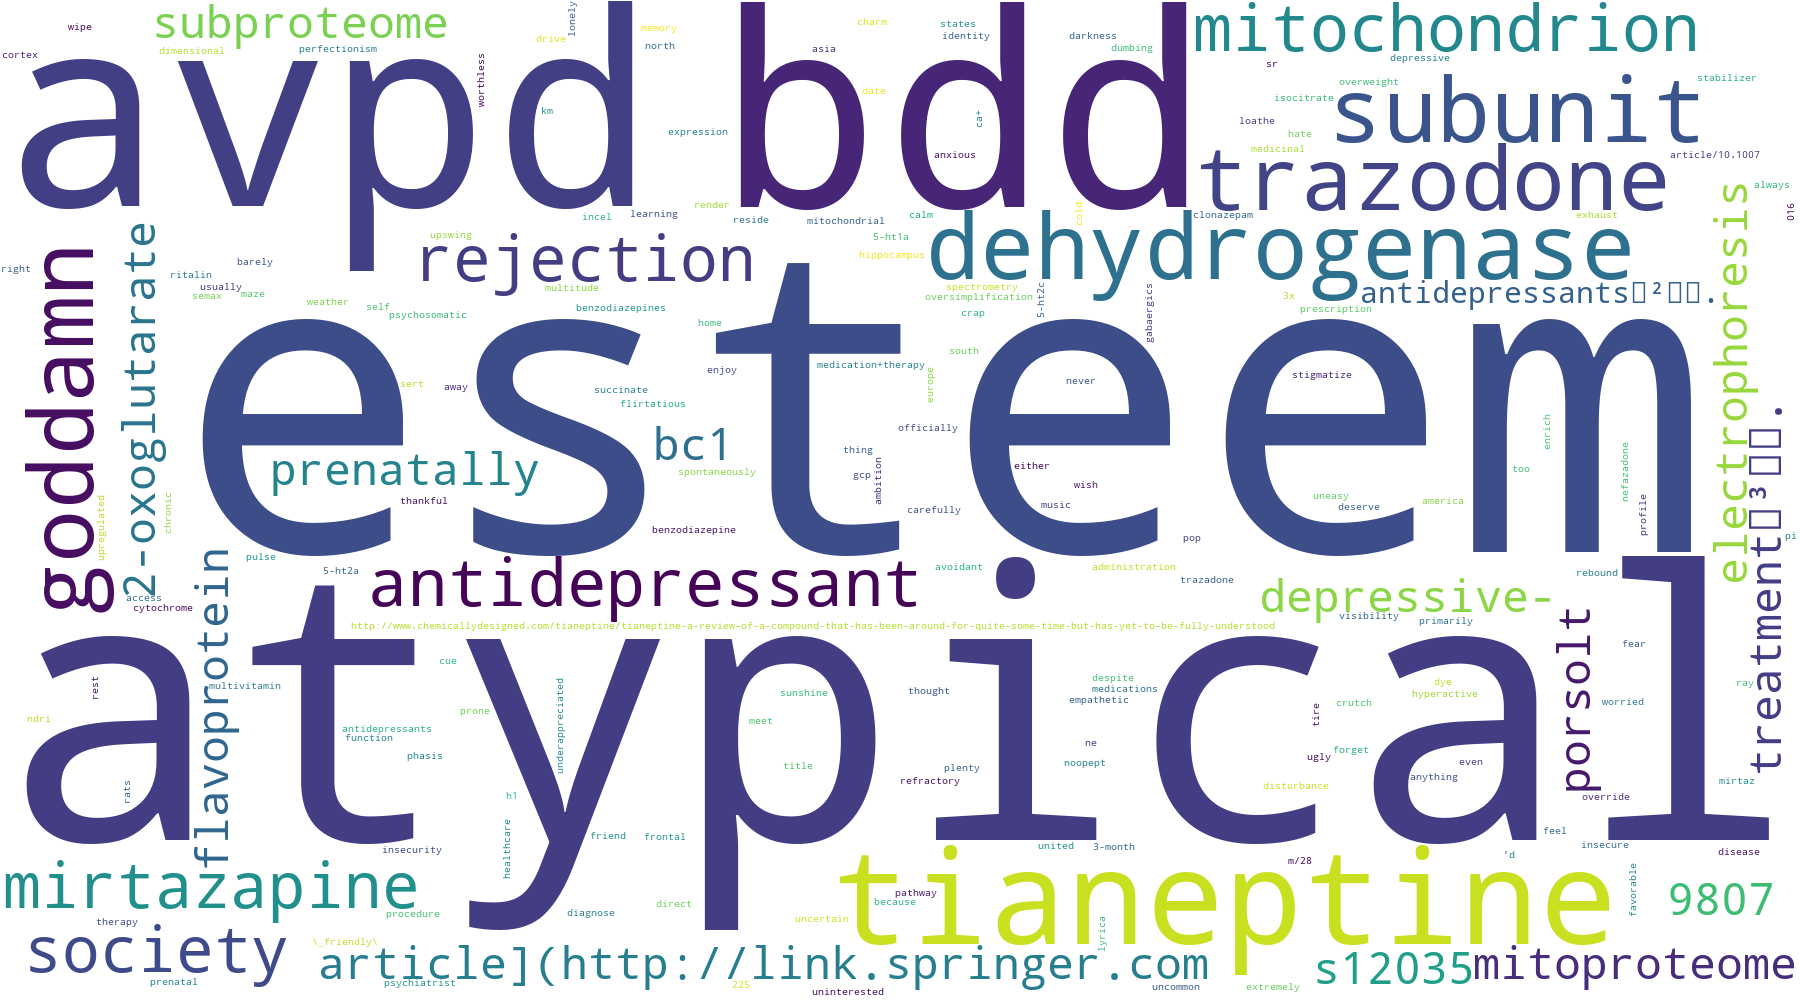 avpd
bdd
esteem
atypical
tianeptine
dehydrogenase
trazodone
subunit
mitochondrion
goddamn
antidepressant
rejection
mirtazapine
society
article](http://link.springer.com
subproteome
2-oxoglutarrate
flavoprotein
prenatally
bc1
depressive-
porsolt
electrophoresis
9807
s12035
mitoproteome
wipe
cortex
dimensional
perfectionism
worthless
lonely
drive
memory
north
km
expression
asia
charm
date
states
identity
ca+
anxious
darkness
dumbing
sr
depressive
overweight
stabilizer
isocitrate
loathe
hate
medicinal
article/10.1007
always
016
exhaust
clonazepam
cold
calm
mitochondrial
5-ht1a
hippocampus
render
reside
learning
incel
upswing
barely
right
ritalin
usually
semax
maze
weather
self
psychosomatic
multitude
benzodiazepines
home
spectrometry
oversimplification
crap
5-ht2c
gabaergics
3x
prescription
south
europe
never
stigmatize
medication+therapy
enjoy
succinate
flirtatious
away
sert
officially
thing
gcp
ambition
either
wish
music
carefully
spontaneously
thankful
benzodiazepine
pop
uneasy
deserve
america
too
enrich
nefazadone
profile
pi
upregulated
chronic
pulse
5-ht2a
access
cytochrome
avoidant
administration
trazadone
rebound
visibility
primarily
http://www.chemicallydesigned.com/tianeptine/tianeptine-a-review-of-a-compound-that-has-been-around-for-quite-some-time-but-has-yet-to-be-fully-understood
fear
cue
rest
multivitamin
ndri
antidepressants
function
phasis
prone
underappreciated
sunshine
meet
title
thought
despite
medications
empathetic
dye
hyperactive
crutch
tire
ray
worried
ne
forget
ugly
noopept
plenty
refractory
even
anything
mirtaz
disturbance
override
rats
h1
healthcare
friend
frontal
insecurity
united
3-month
m/28
'd
feel
insecure
disease
favorable
pathway
because
direct
diagnose
procedure
uncertain
therapy
\_friendly\
lyrica
prenatal
psychiatrist
225
uninterested
uncommon
extremely